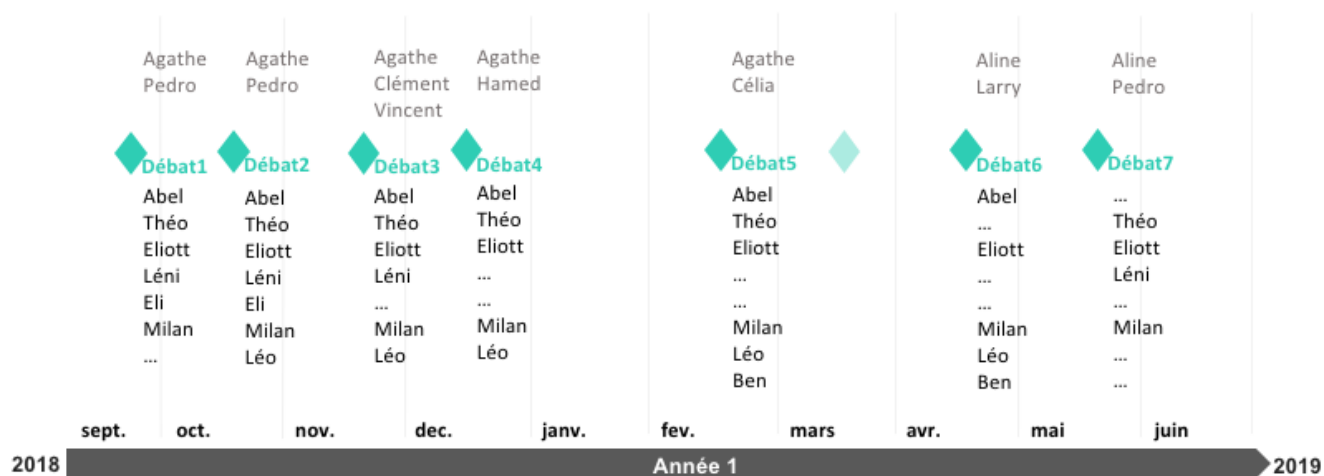 Agathe
Pedro
Débat1
Abel
Théo
Eliott
Léni
Eli
Milan
...
Agathe
Pedro
Débat2
Abel
Théo
Eliott
Léni
Eli
Milan
Léo
Agathe
Clément
Vincent
Débat3
Abel
Théo
Eliott
Léni
...
Milan
Léo
Agathe
Hamed
Débat4
Abel
Théo
Eliott
...
...
Milan
Léo
Agathe
Célia
Débat5
Abel
Théo
Eliott
...
...
Milan
Léo
Ben
Aline
Larry
Débat6
Abel
...
Eliott
...
...
Milan
Léo
Ben
Aline
Pedro
Débat7
...
Théo
Eliott
Léni
...
Milan
...
...
sept. oct. nov. dec. janv. fev. mars avr. mai juin
2018 Année 1 2019